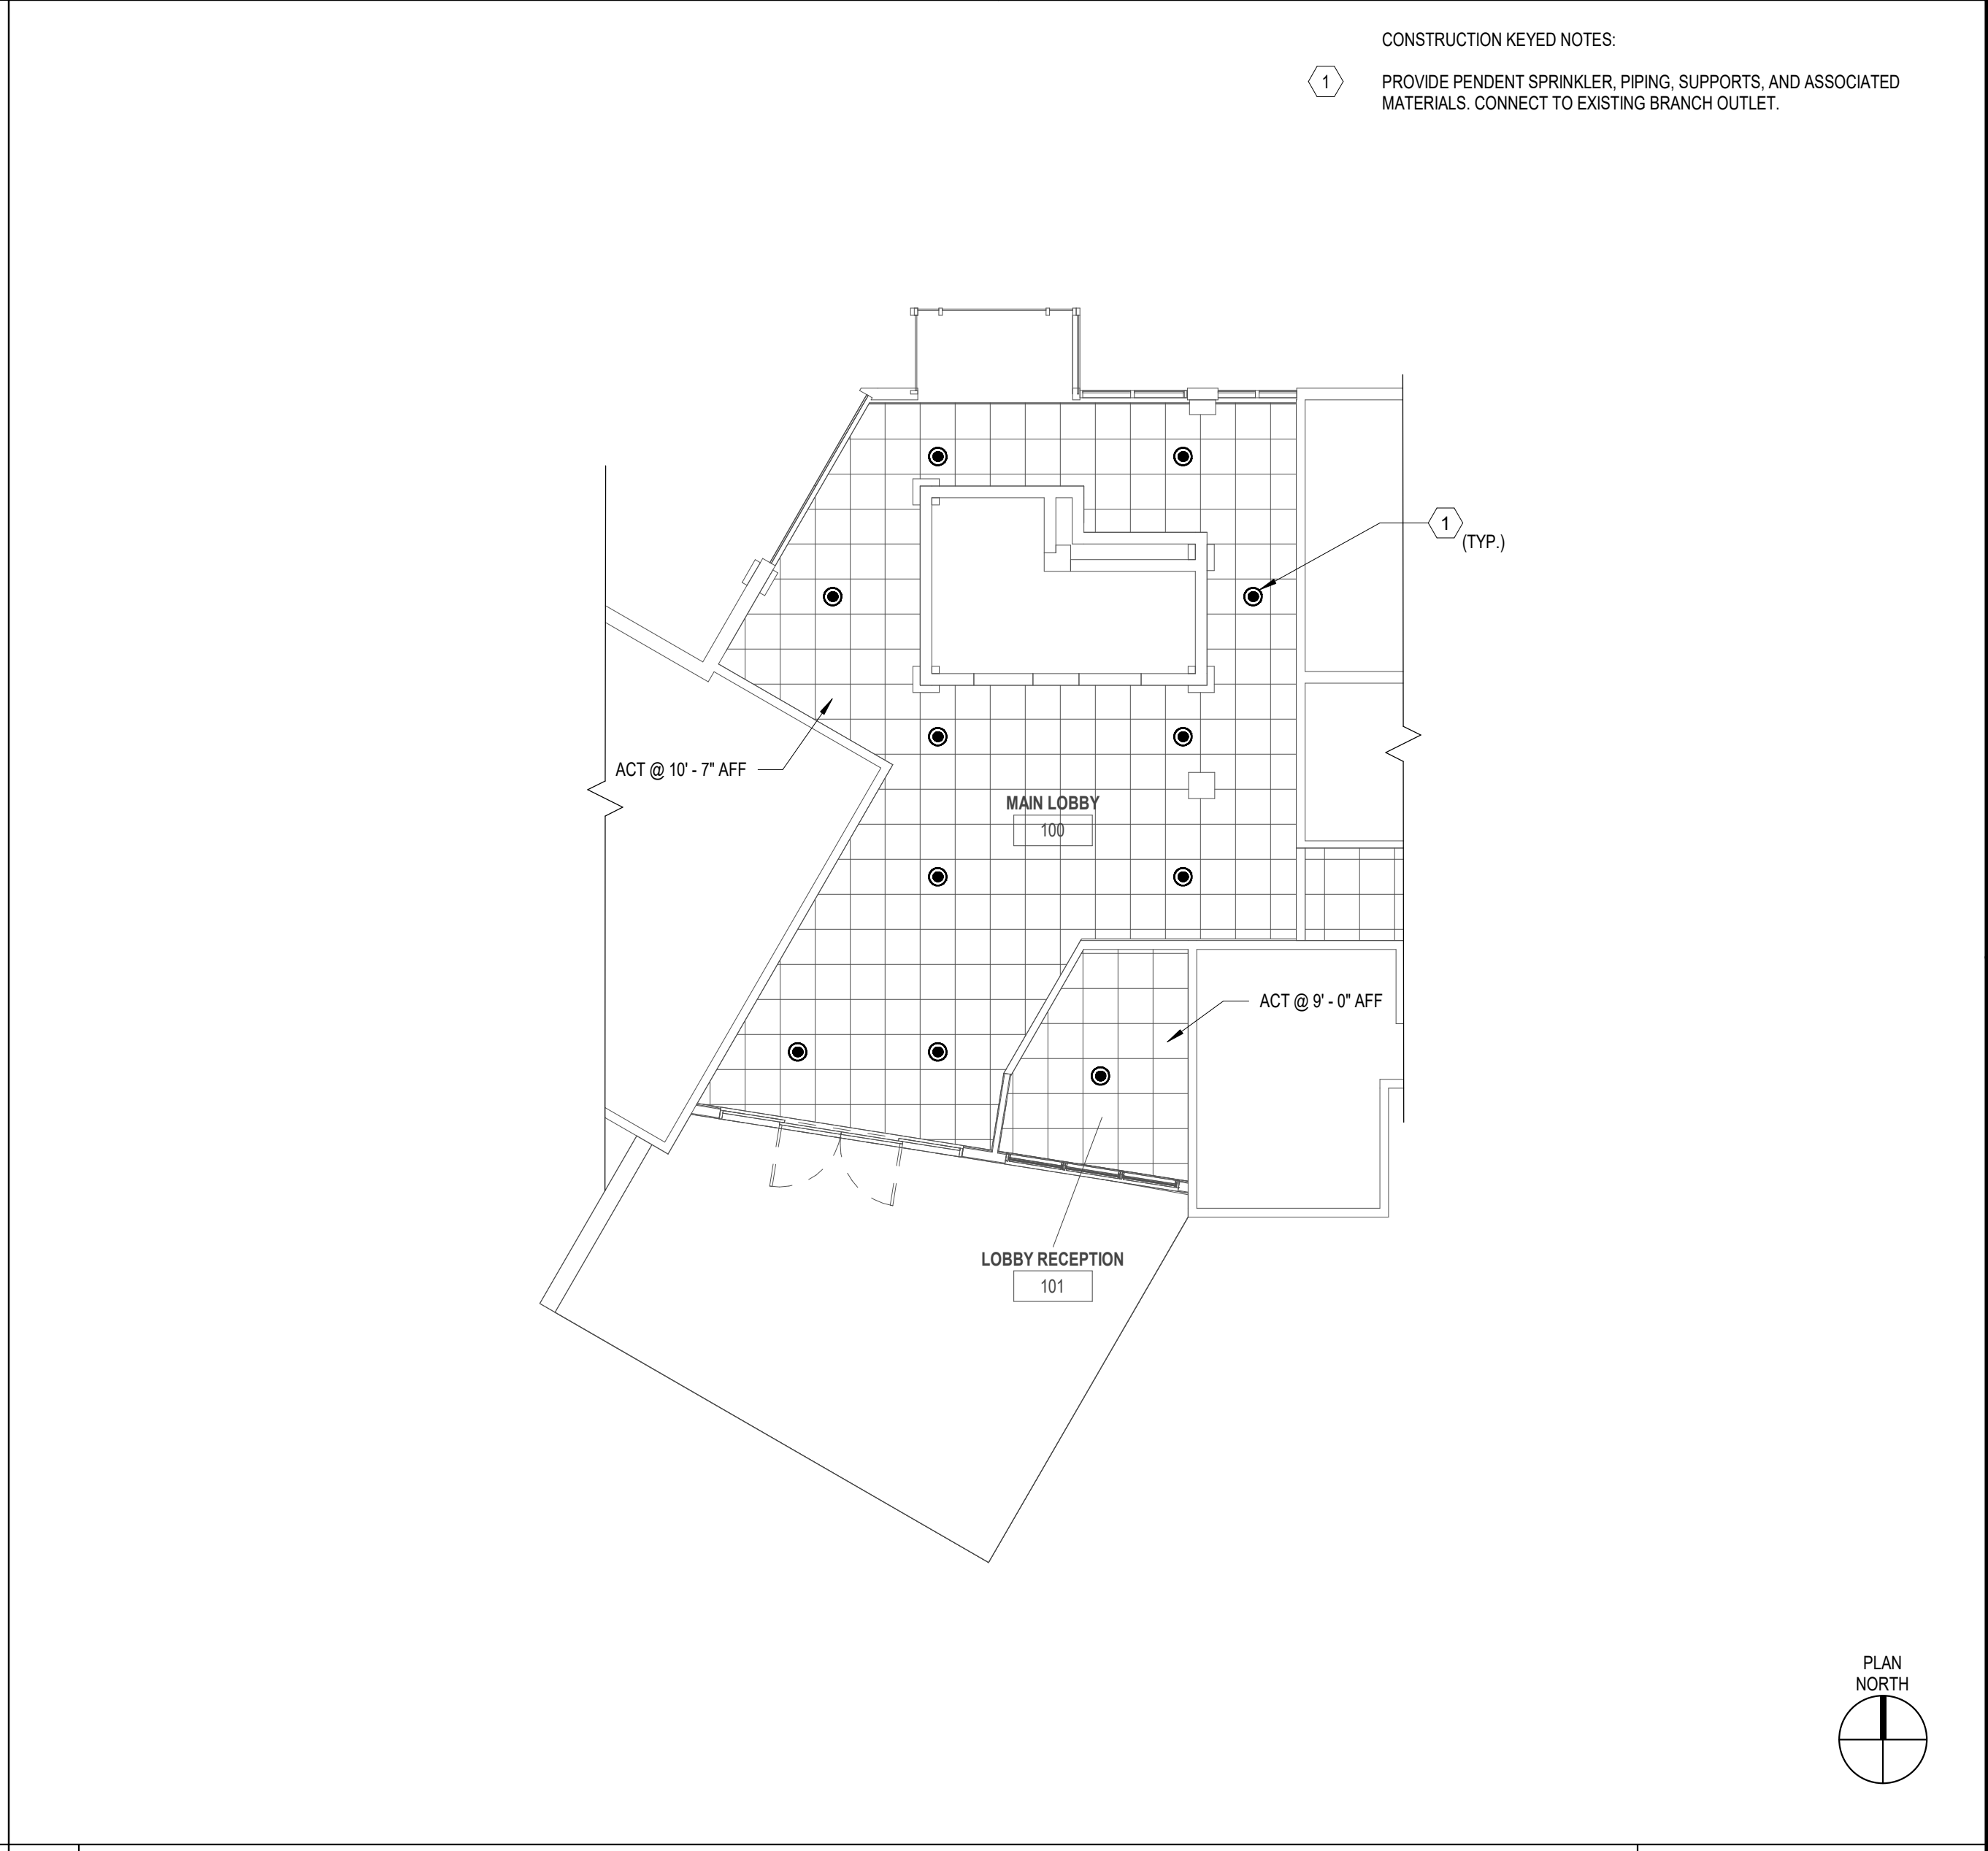 CONSTRUCTION KEYED NOTES:
1
PROVIDE PENDENT SPRINKLER, PIPING, SUPPORTS, AND ASSOCIATED
MATERIALS. CONNECT TO EXISTING BRANCH OUTLET.
1
(TYP.)
ACT @ 10' - 7" AFF
MAIN LOBBY
100
ACT @ 9' - 0" AFF
LOBBY RECEPTION
101
PLAN
NORTH